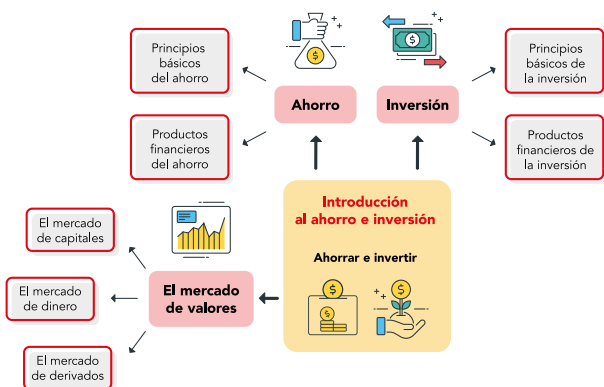 Principios
básicos
del ahorro
Productos
financieros
del ahorro
Ahorro
Inversión
Principios
básicos de
la inversión
Productos
financieros de
la inversión
Introducción
al ahorro e inversión
Ahorrar e invertir
El mercado
de valores
El mercado
de capitales
El mercado
de dinero
El mercado
de derivados